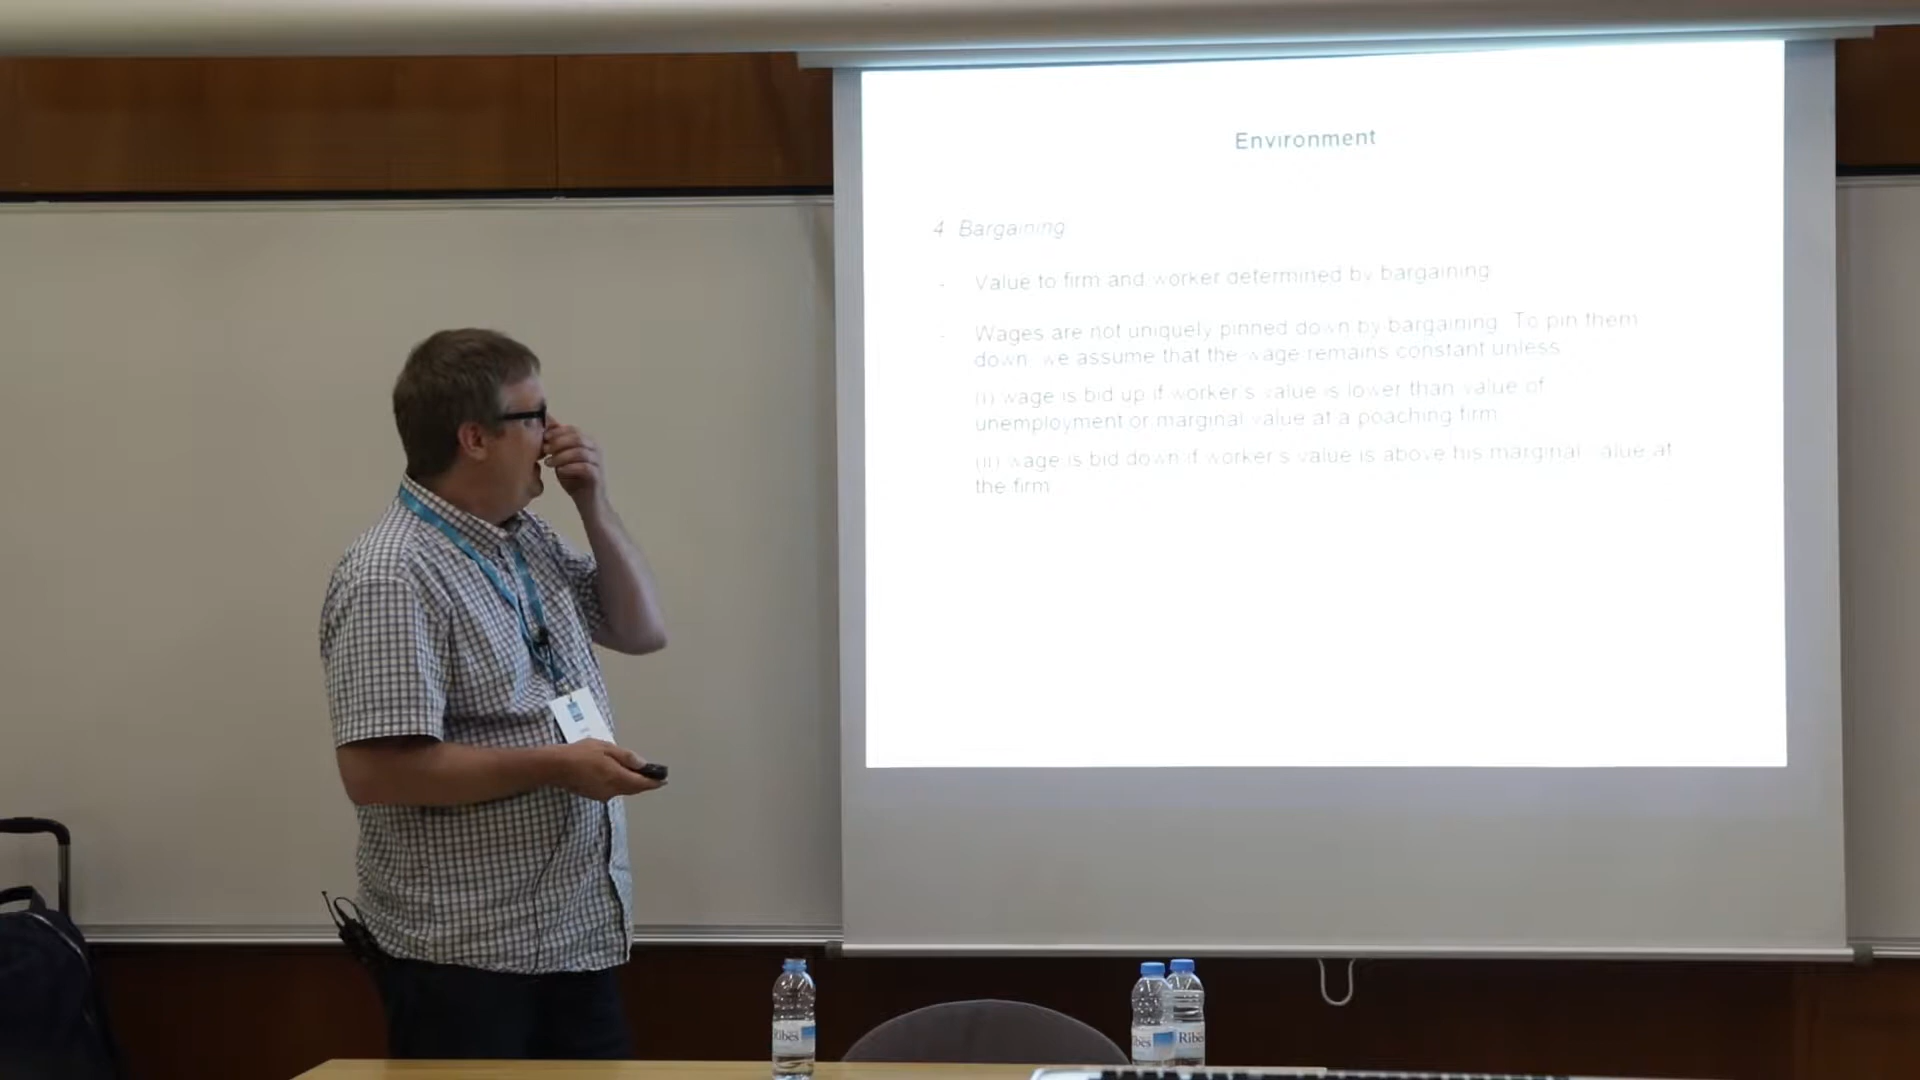 Environment
4 Bargaining
- Value to firm and worker determined by bargaining
- Wages are not uniquely pinned down by bargaining. To pin them
down, we assume that the wage remains constant unless
(i) wage is bid up if worker's value is lower than value of
unemployment or marginal value at a poaching firm
(ii) wage is bid down if worker's value is above his marginal value at
the firm
Ribes
ibes
Ribe